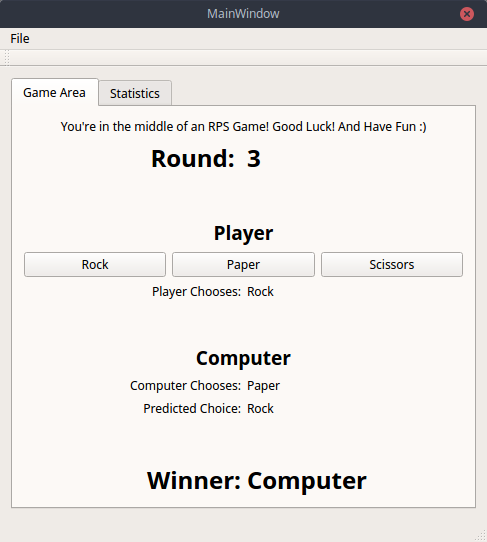 MainWindow
File
Game Area Statistics
You're in the middle of an RPS Game! Good Luck! And Have Fun :)
Round: 3
Player
Rock Paper Scissors
Player Chooses: Rock
Computer
Computer Chooses: Paper
Predicted Choice: Rock
Winner: Computer